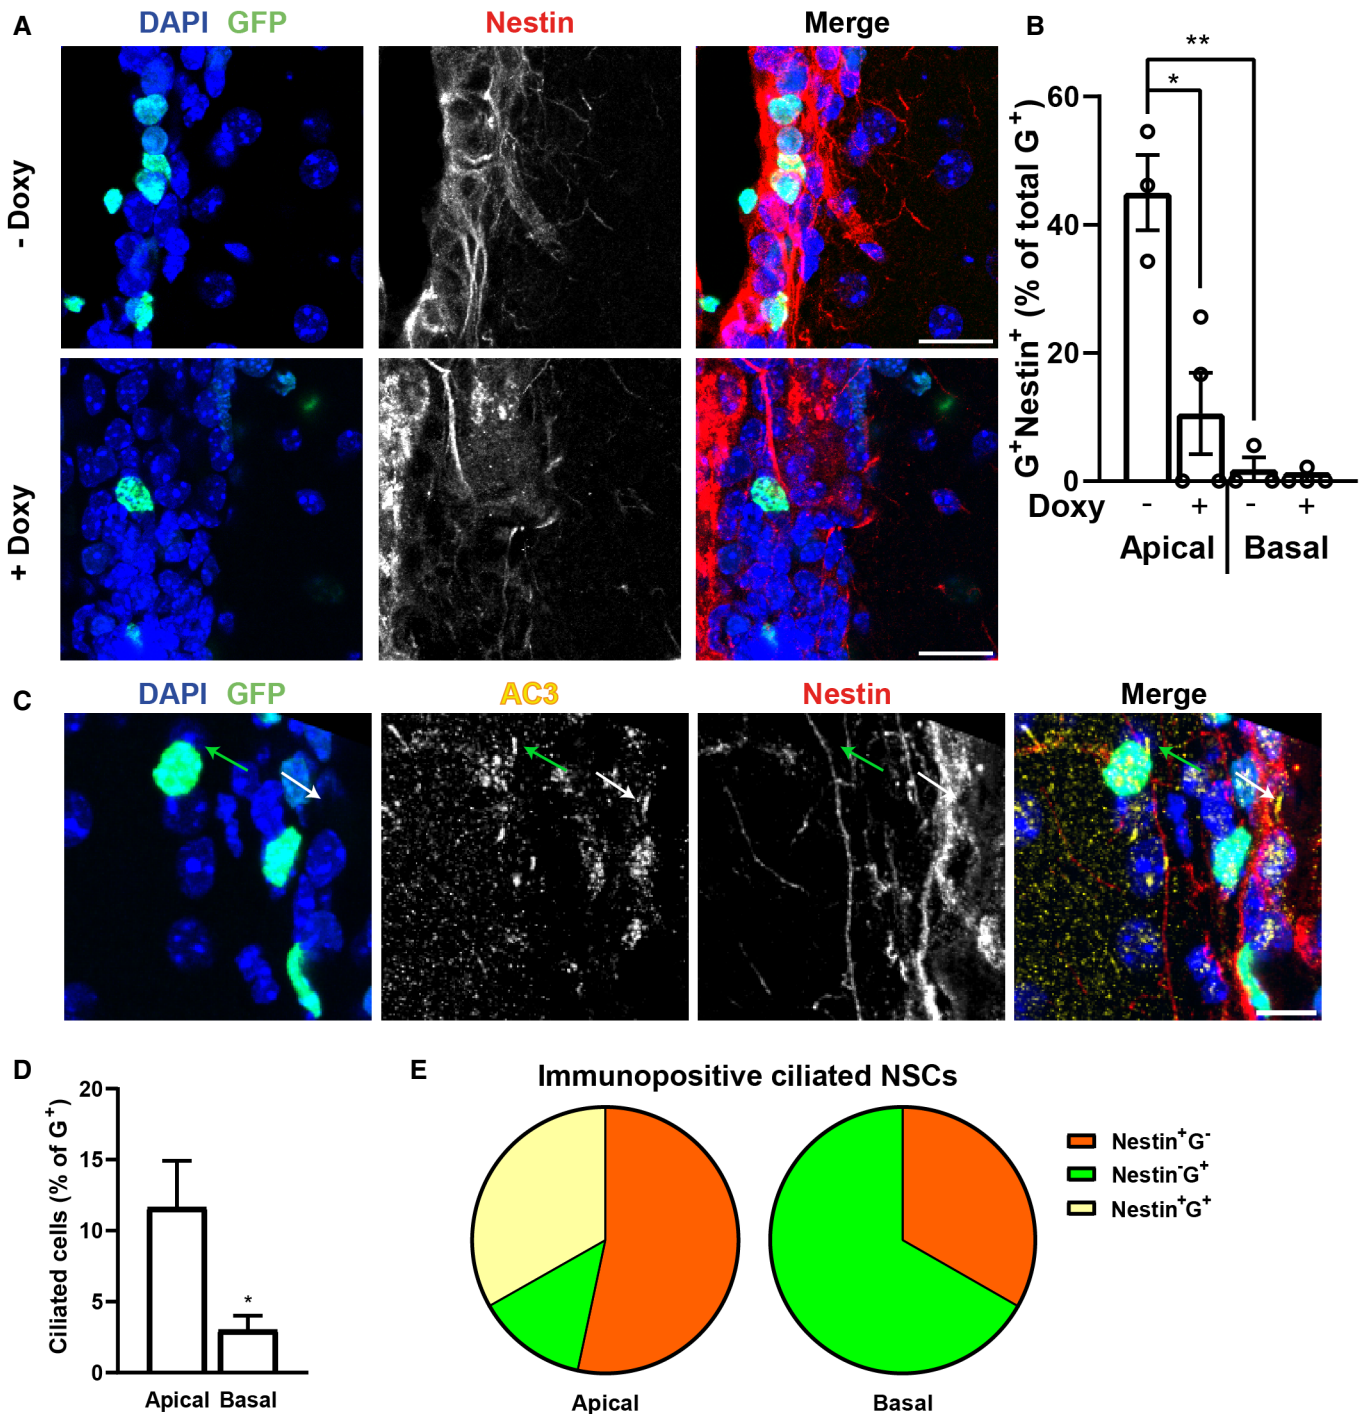 A
DAPI GFP
Nestin
Merge
- Doxy
+ Doxy
B
**
*
G⁺Nestin⁺ (% of total G⁺)
60
40
20
0
Doxy - + - +
Apical Basal
C
DAPI GFP
AC3
Nestin
Merge
D
Ciliated cells (% of G⁺)
20
15
10
5
0
*
Apical Basal
E
Immunopositive ciliated NSCs
Nestin⁺G⁻
Nestin⁻G⁺
Nestin⁺G⁺
Apical
Basal